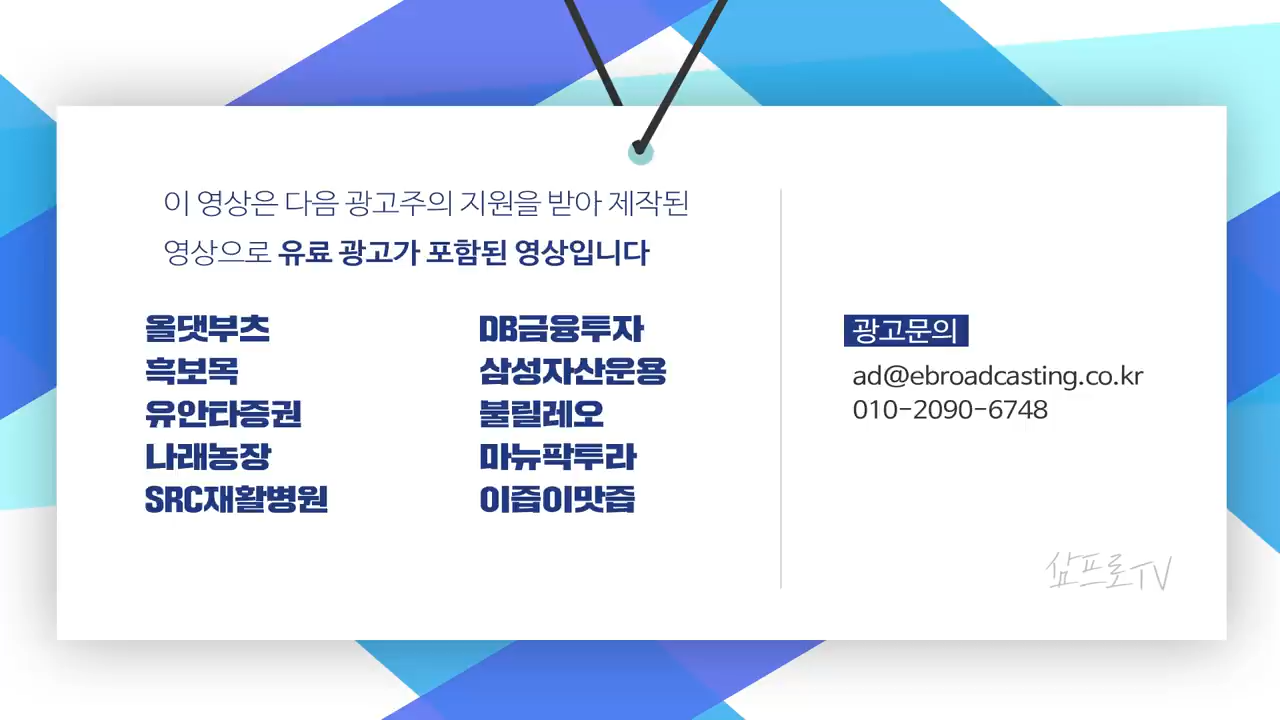 이 영상은 다음 광고주의 지원을 받아 제작된
영상으로 유료 광고가 포함된 영상입니다
올댓부츠
흑보목
유안타증권
나래농장
SRC재활병원
DB금융투자
삼성자산운용
불릴레오
마뉴팍투라
이즙이맛즙
광고문의
ad@ebroadcasting.co.kr
010-2090-6748
삼프로TV